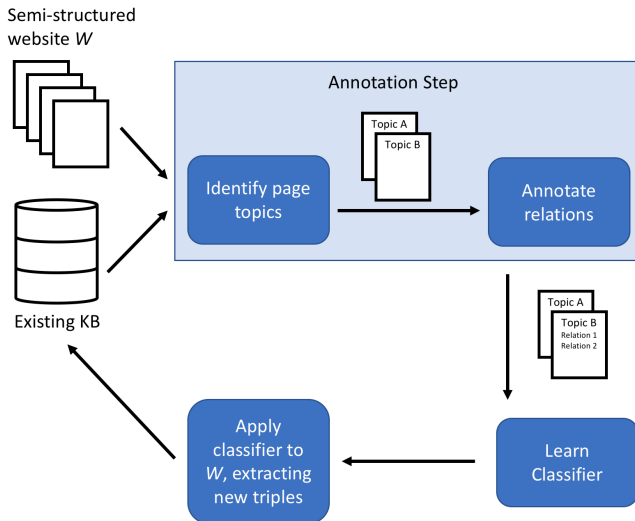 Semi-structured
website W
Annotation Step
Topic A
Topic B
Identify page
topics
Annotate
relations
Existing KB
Topic A
Topic B
Relation 1
Relation 2
Apply
classifier to
W, extracting
new triples
Learn
Classifier